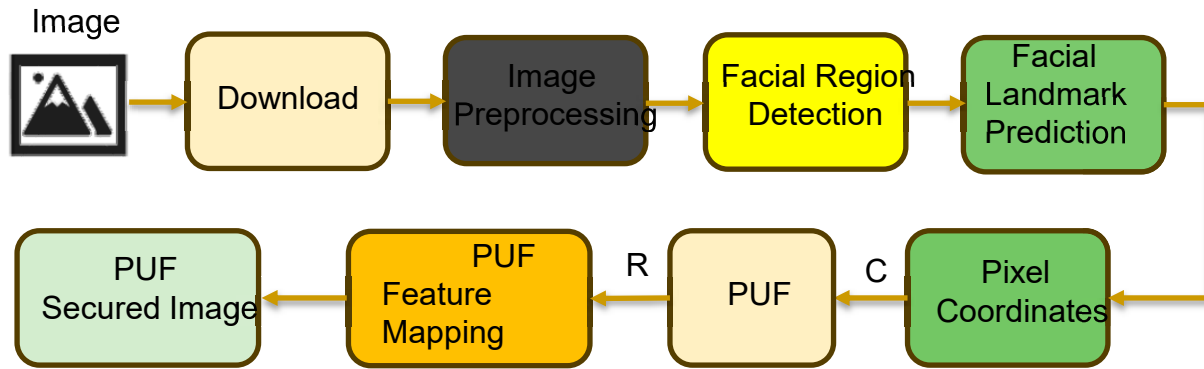 Image
Download
Image
Preprocessing
Facial Region
Detection
Facial
Landmark
Prediction
PUF
Secured Image
PUF
Feature
Mapping
R
PUF
C
Pixel
Coordinates